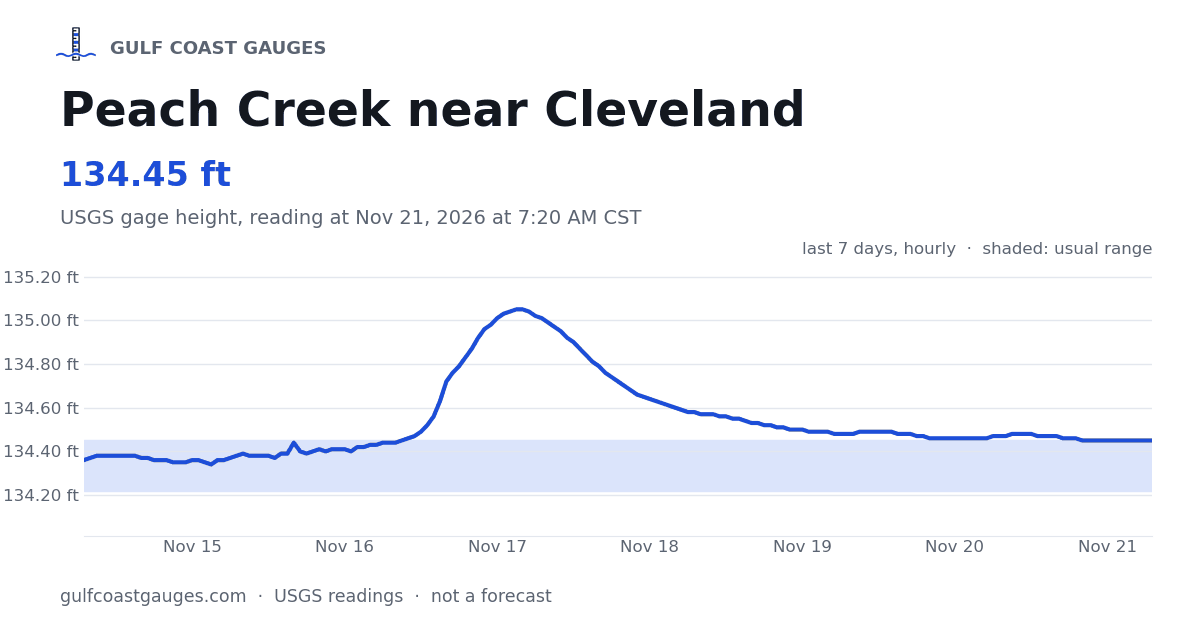 GULF COAST GAUGES
Peach Creek near Cleveland
134.45 ft
USGS gage height, reading at Nov 21, 2026 at 7:20 AM CST
last 7 days, hourly · shaded: usual range
135.20 ft
135.00 ft
134.80 ft
134.60 ft
134.40 ft
134.20 ft
Nov 15 Nov 16 Nov 17 Nov 18 Nov 19 Nov 20 Nov 21
gulfcoastgauges.com · USGS readings · not a forecast